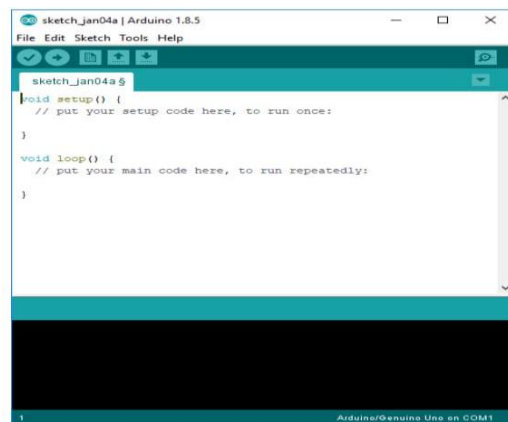 sketch_jan04a | Arduino 1.8.5
File Edit Sketch Tools Help
sketch_jan04a §
void setup() {
// put your setup code here, to run once:
}
void loop() {
// put your main code here, to run repeatedly:
}
1 Arduino/Genuino Uno on COM1